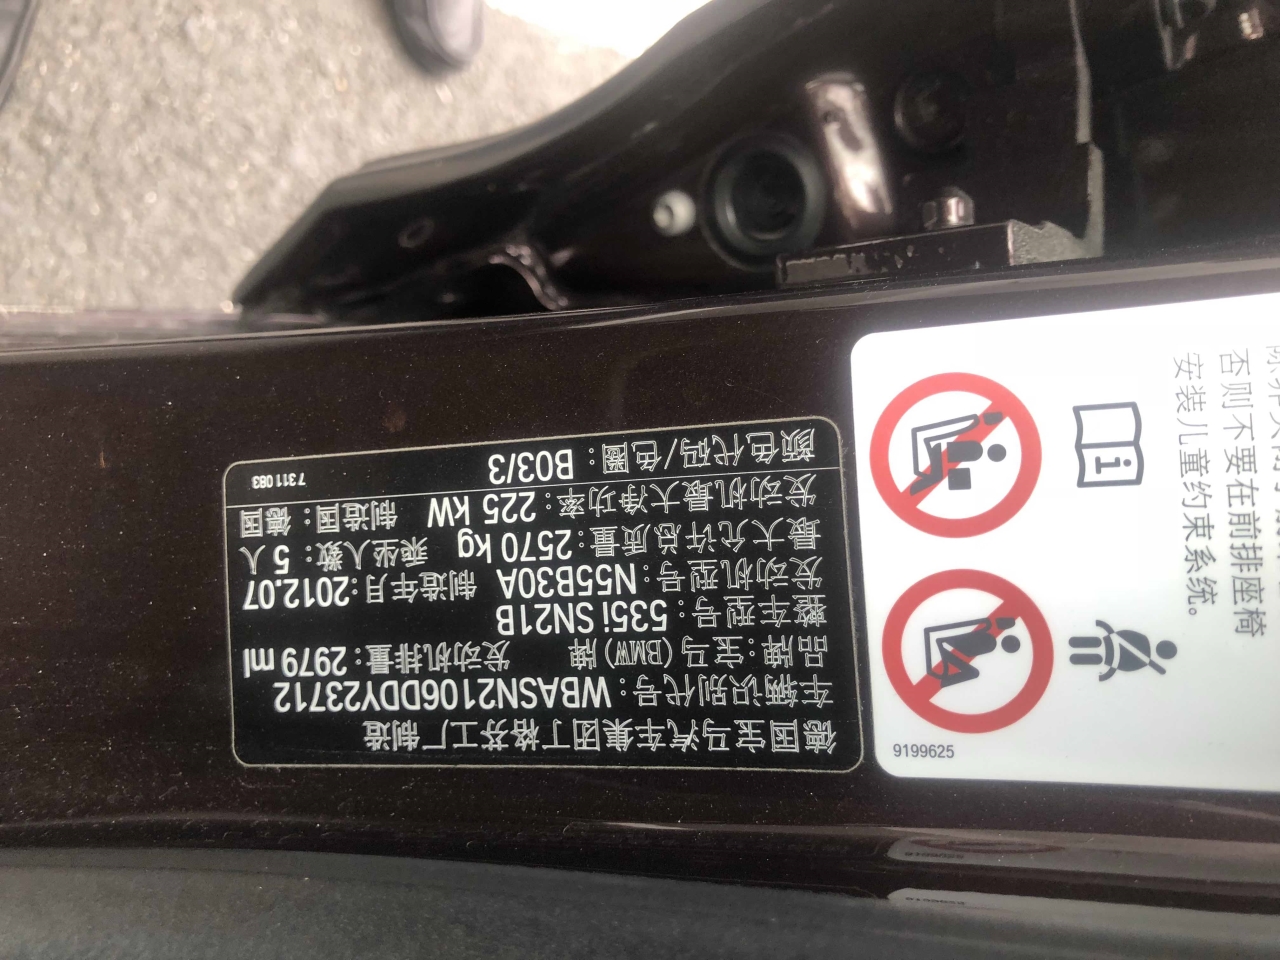 德国宝马汽车集团丁格芬工厂制造
车辆识别代号：WBASN2106DDY23712
品牌：宝马(BMW)牌 发动机排量：2979 ml
整车型号：535i SN21B
发动机型号：N55B30A 制造年月：2012.07
最大允许总质量：2570 kg 乘坐人数：5 人
发动机最大净功率：225 kW 制造国：德国
颜色代码/色圈：B03/3
7 311 083
否则不要在前排座椅
安装儿童约束系统。
9199625